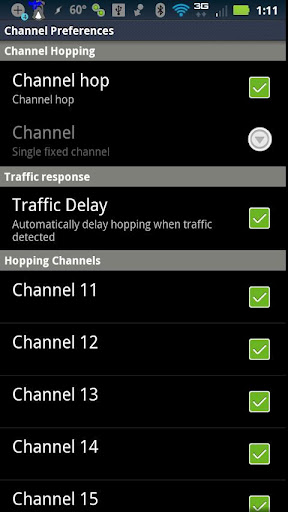 60° 3G 1:11
Channel Preferences
Channel Hopping
Channel hop
Channel hop
Channel
Single fixed channel
Traffic response
Traffic Delay
Automatically delay hopping when traffic
detected
Hopping Channels
Channel 11
Channel 12
Channel 13
Channel 14
Channel 15